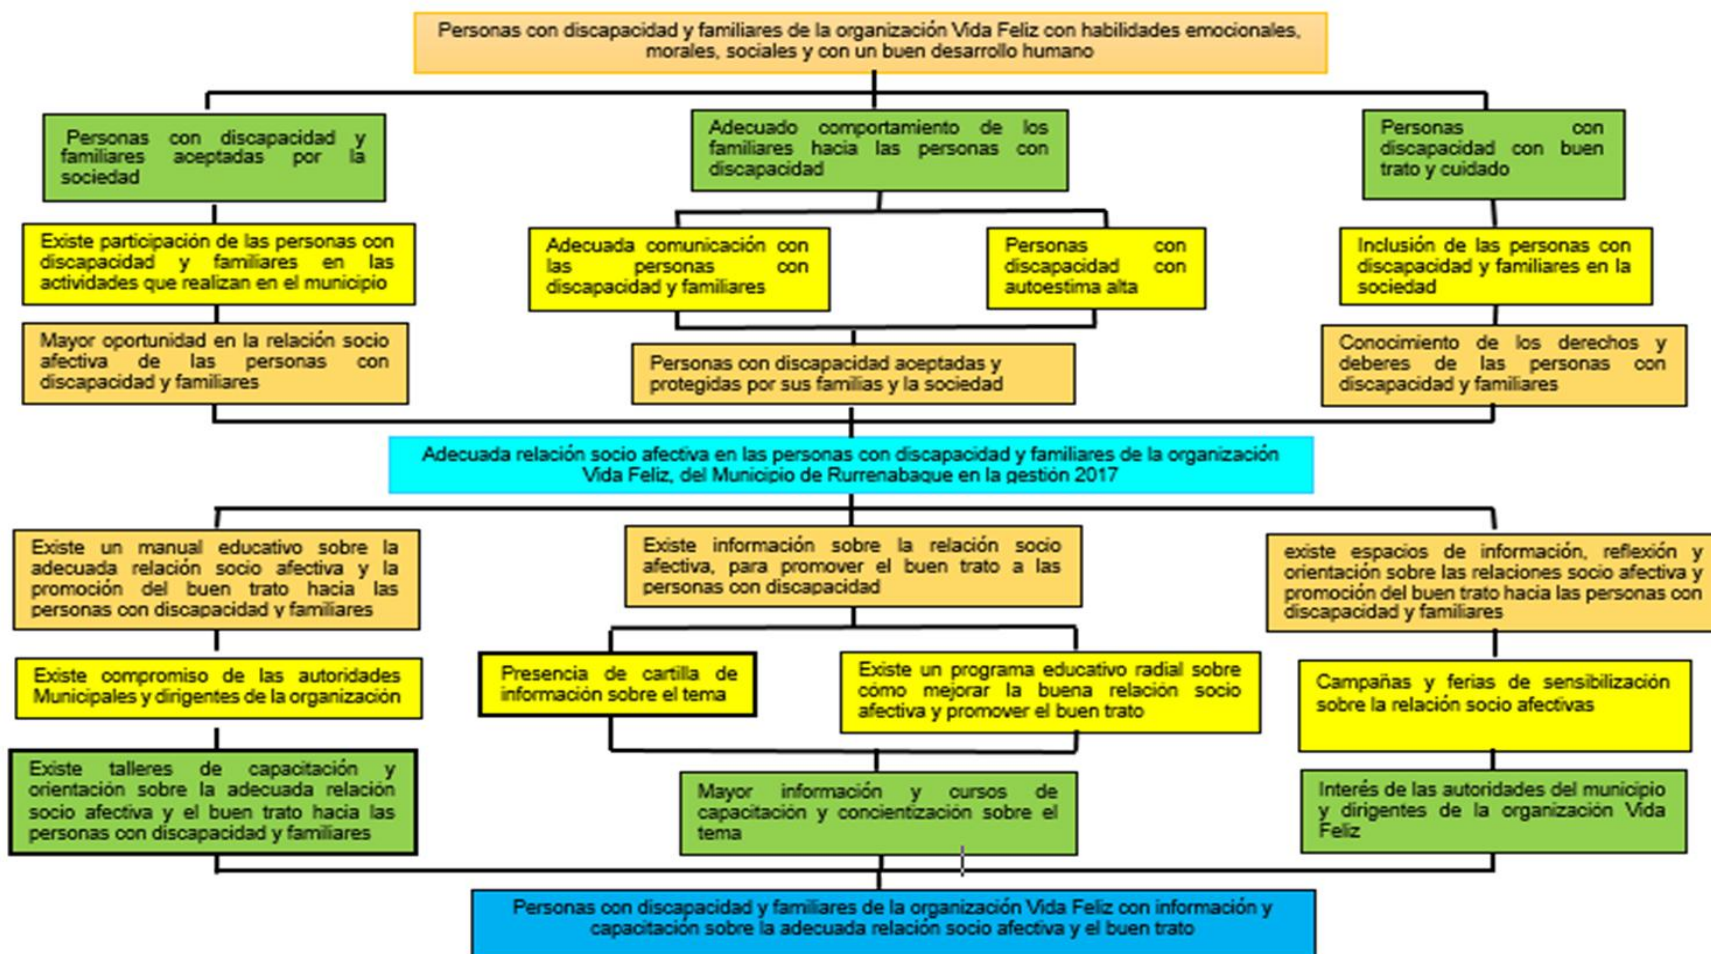 Personas con discapacidad y familiares de la organización Vida Feliz con habilidades emocionales,
morales, sociales y con un buen desarrollo humano
Personas con discapacidad y
familiares aceptadas por la
sociedad
Adecuado comportamiento de los
familiares hacia las personas con
discapacidad
Personas con
discapacidad con buen
trato y cuidado
Existe participación de las personas con
discapacidad y familiares en las
actividades que realizan en el municipio
Adecuada comunicación con
las personas con
discapacidad y familiares
Personas con
discapacidad con
autoestima alta
Inclusión de las personas con
discapacidad y familiares en la
sociedad
Mayor oportunidad en la relación socio
afectiva de las personas con
discapacidad y familiares
Personas con discapacidad aceptadas y
protegidas por sus familias y la sociedad
Conocimiento de los derechos y
deberes de las personas con
discapacidad y familiares
Adecuada relación socio afectiva en las personas con discapacidad y familiares de la organización
Vida Feliz, del Municipio de Rurrenabaque en la gestión 2017
Existe un manual educativo sobre la
adecuada relación socio afectiva y la
promoción del buen trato hacia las
personas con discapacidad y familiares
Existe información sobre la relación socio
afectiva, para promover el buen trato a las
personas con discapacidad
existe espacios de información, reflexión y
orientación sobre las relaciones socio afectiva y
promoción del buen trato hacia las personas con
discapacidad y familiares
Existe compromiso de las autoridades
Municipales y dirigentes de la organización
Presencia de cartilla de
información sobre el tema
Existe un programa educativo radial sobre
cómo mejorar la buena relación socio
afectiva y promover el buen trato
Campañas y ferias de sensibilización
sobre la relación socio afectivas
Existe talleres de capacitación y
orientación sobre la adecuada relación
socio afectiva y el buen trato hacia las
personas con discapacidad y familiares
Mayor información y cursos de
capacitación y concientización sobre el
tema
Interés de las autoridades del municipio
y dirigentes de la organización Vida
Feliz
Personas con discapacidad y familiares de la organización Vida Feliz con información y
capacitación sobre la adecuada relación socio afectiva y el buen trato